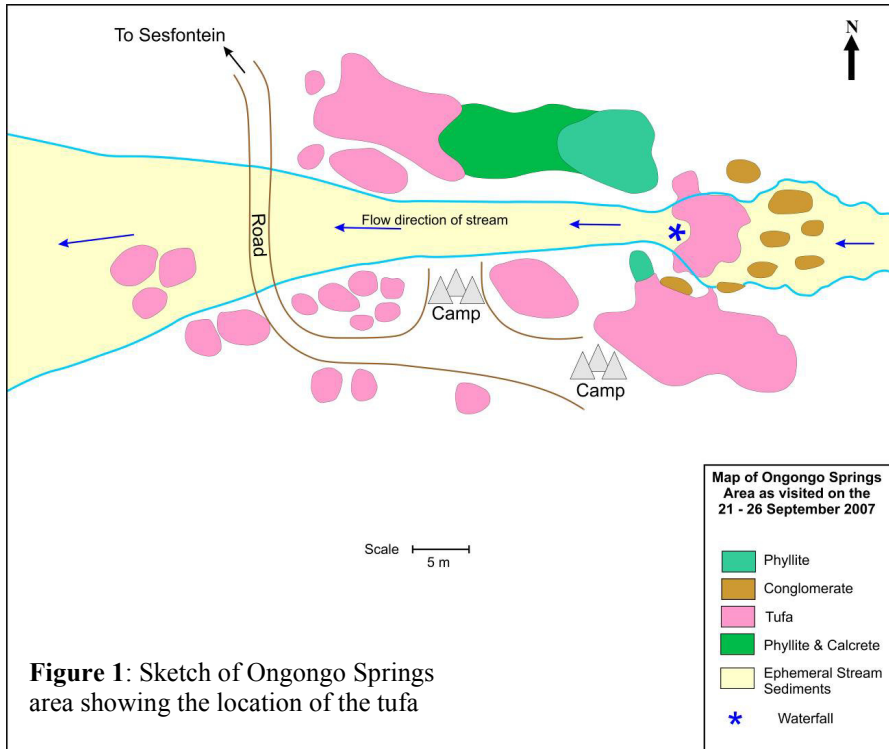 To Sesfontein
N
Road
Flow direction of stream
*
Camp
Camp
Scale
5 m
Map of Ongongo Springs
Area as visited on the
21 - 26 September 2007
Phyllite
Conglomerate
Tufa
Phyllite & Calcrete
Ephemeral Stream
Sediments
* Waterfall
Figure 1: Sketch of Ongongo Springs
area showing the location of the tufa